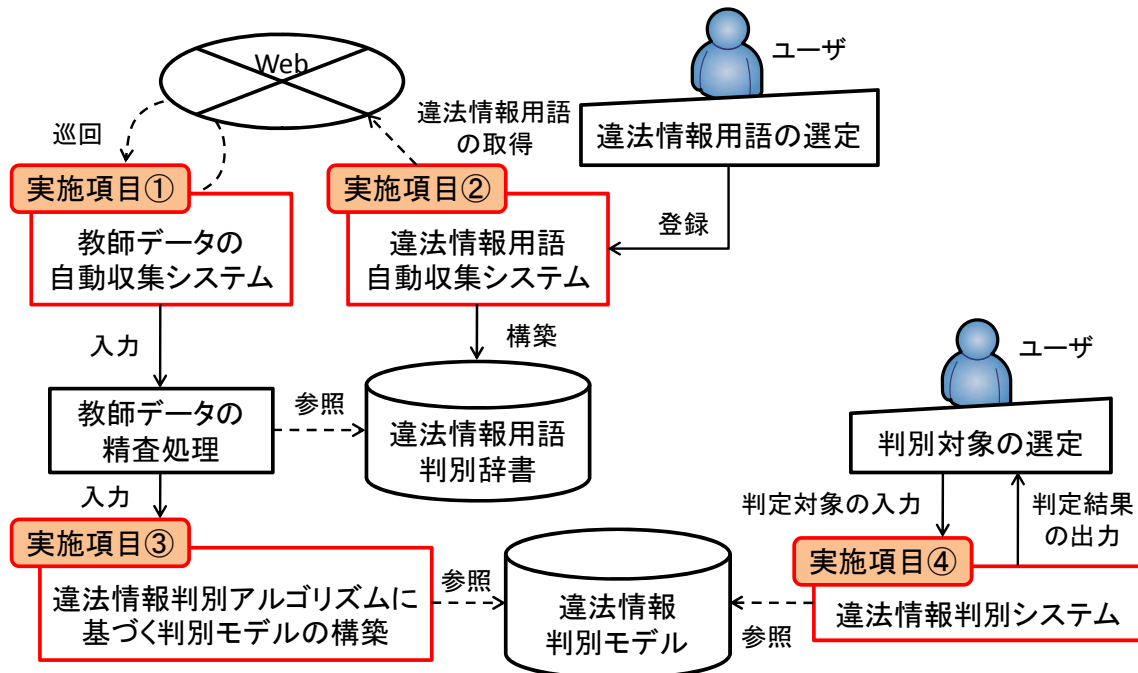 Web
ユーザ
巡回
違法情報用語
の取得
違法情報用語の選定
実施項目①
実施項目②
教師データの
自動収集システム
違法情報用語
自動収集システム
登録
入力
構築
ユーザ
教師データの
精査処理
参照
違法情報用語
判別辞書
判別対象の選定
入力
判定対象の入力
判定結果
の出力
実施項目③
実施項目④
違法情報判別アルゴリズムに
基づく判別モデルの構築
参照
違法情報
判別モデル
参照
違法情報判別システム